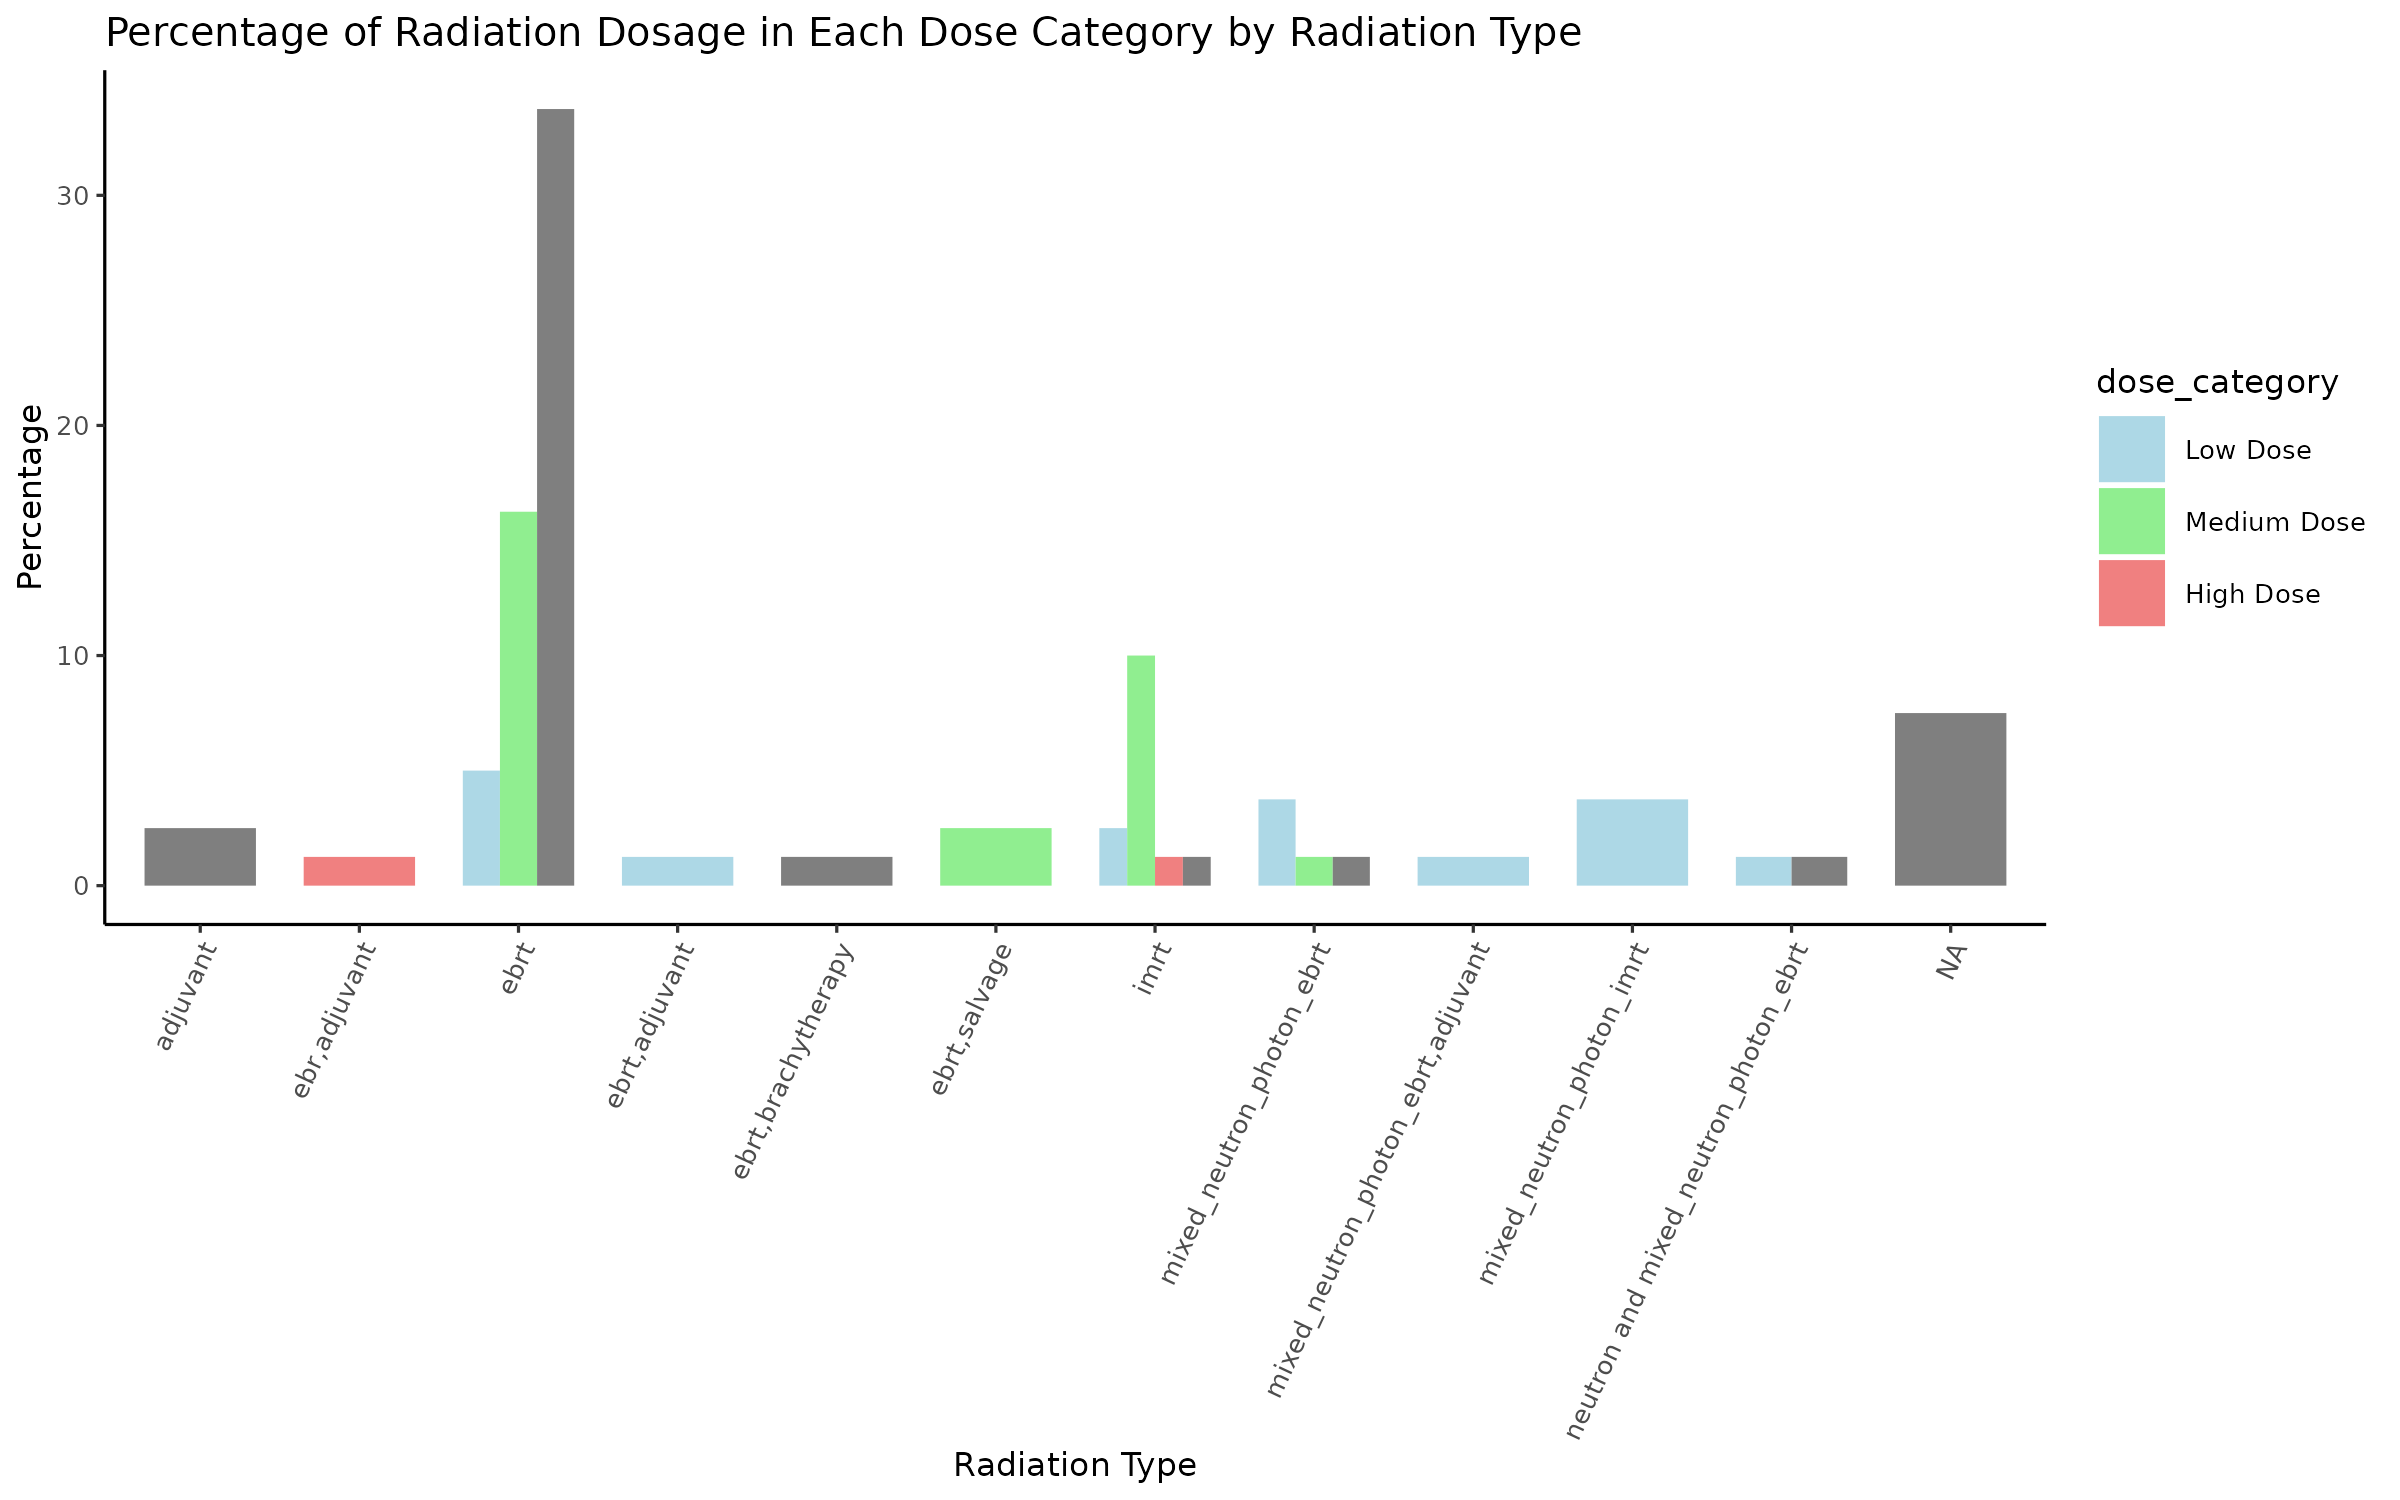 Percentage of Radiation Dosage in Each Dose Category by Radiation Type
Percentage
30
20
10
0
adjuvant
ebr,adjuvant
ebrt
ebrt,adjuvant
ebrt,brachytherapy
ebrt,salvage
imrt
mixed_neutron_photon_ebrt
mixed_neutron_photon_ebrt,adjuvant
mixed_neutron_photon_imrt
neutron and mixed_neutron_photon_ebrt
NA
Radiation Type
dose_category
Low Dose
Medium Dose
High Dose